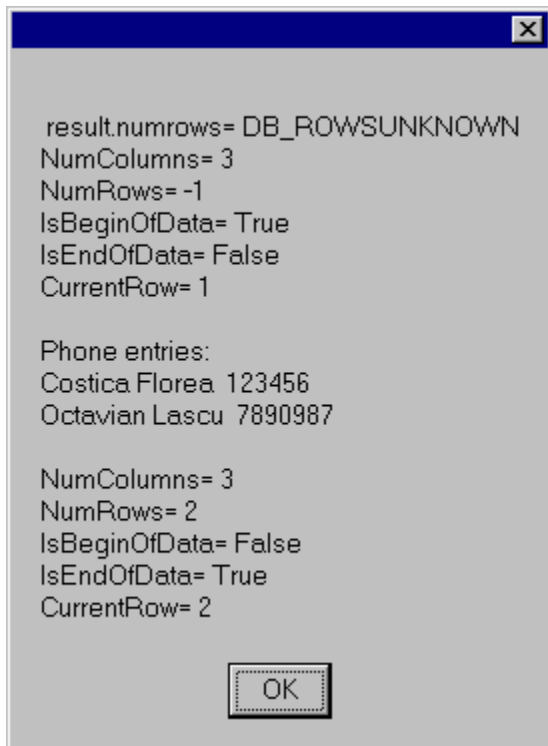 result.numrows= DB_ROWSUNKNOWN
NumColumns= 3
NumRows= -1
IsBeginOfData= True
IsEndOfData= False
CurrentRow= 1
Phone entries:
Costica Florea  123456
Octavian Lascu  7890987
NumColumns= 3
NumRows= 2
IsBeginOfData= False
IsEndOfData= True
CurrentRow= 2
OK